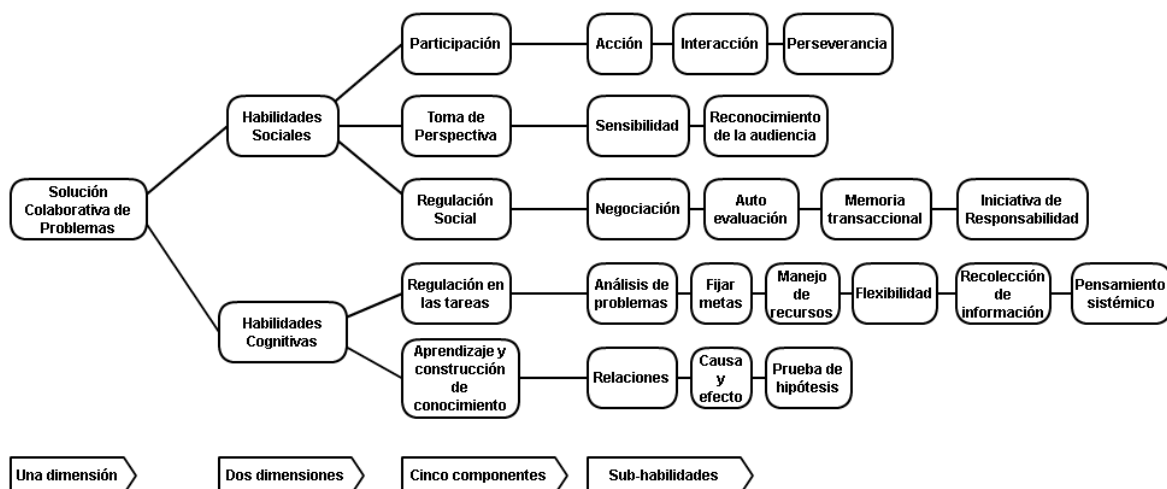 Participación
Acción
Interacción
Perseverancia
Habilidades
Sociales
Toma de
Perspectiva
Sensibilidad
Reconocimiento
de la audiencia
Solución
Colaborativa de
Problemas
Regulación
Social
Negociación
Auto
evaluación
Memoria
transaccional
Iniciativa de
Responsabilidad
Habilidades
Cognitivas
Regulación en
las tareas
Análisis de
problemas
Fijar
metas
Manejo
de
recursos
Flexibilidad
Recolección
de
información
Pensamiento
sistémico
Aprendizaje y
construcción
de
conocimiento
Relaciones
Causa
y
efecto
Prueba de
hipótesis
Una dimensión
Dos dimensiones
Cinco componentes
Sub-habilidades